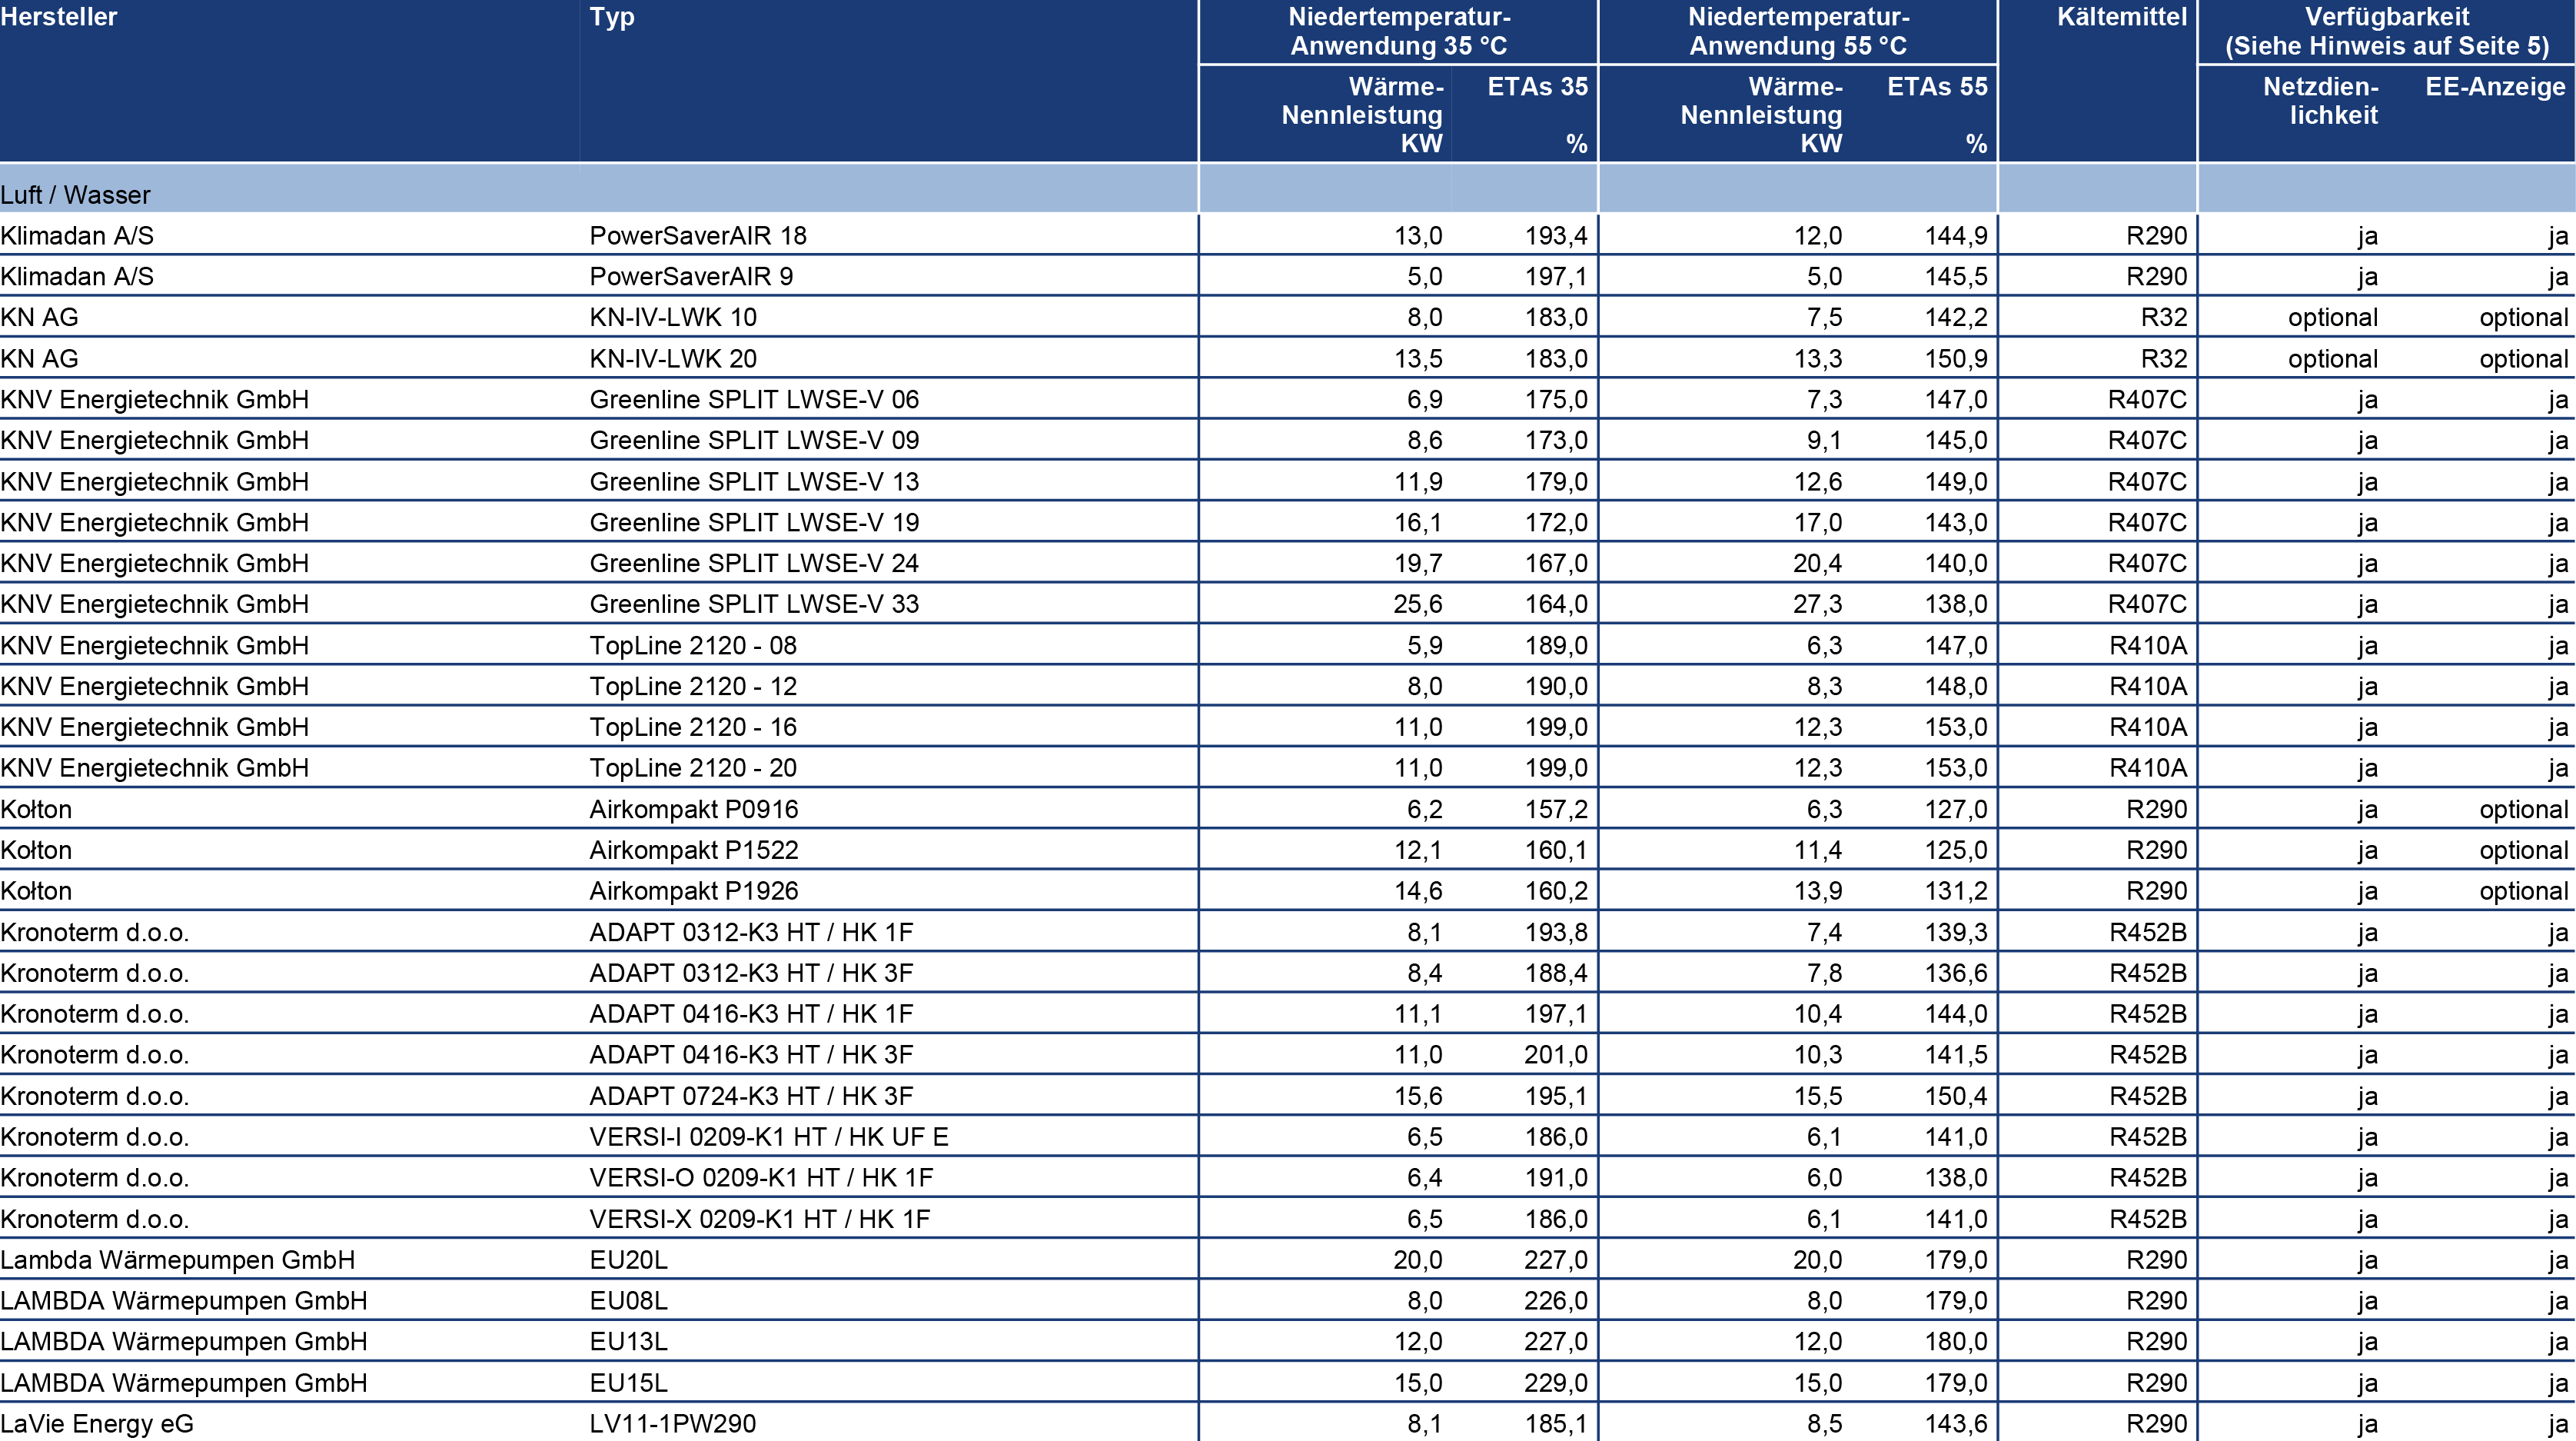 Hersteller Typ Niedertemperatur- Niedertemperatur- Kältemittel Verfügbarkeit
Anwendung 35 °C Anwendung 55 °C (Siehe Hinweis auf Seite 5)
Wärme- ETAs 35 Wärme- ETAs 55 Netzdien- EE-Anzeige
Nennleistung Nennleistung lichkeit
KW % KW %
Luft / Wasser
Klimadan A/S PowerSaverAIR 18 13,0 193,4 12,0 144,9 R290 ja ja
Klimadan A/S PowerSaverAIR 9 5,0 197,1 5,0 145,5 R290 ja ja
KN AG KN-IV-LWK 10 8,0 183,0 7,5 142,2 R32 optional optional
KN AG KN-IV-LWK 20 13,5 183,0 13,3 150,9 R32 optional optional
KNV Energietechnik GmbH Greenline SPLIT LWSE-V 06 6,9 175,0 7,3 147,0 R407C ja ja
KNV Energietechnik GmbH Greenline SPLIT LWSE-V 09 8,6 173,0 9,1 145,0 R407C ja ja
KNV Energietechnik GmbH Greenline SPLIT LWSE-V 13 11,9 179,0 12,6 149,0 R407C ja ja
KNV Energietechnik GmbH Greenline SPLIT LWSE-V 19 16,1 172,0 17,0 143,0 R407C ja ja
KNV Energietechnik GmbH Greenline SPLIT LWSE-V 24 19,7 167,0 20,4 140,0 R407C ja ja
KNV Energietechnik GmbH Greenline SPLIT LWSE-V 33 25,6 164,0 27,3 138,0 R407C ja ja
KNV Energietechnik GmbH TopLine 2120 - 08 5,9 189,0 6,3 147,0 R410A ja ja
KNV Energietechnik GmbH TopLine 2120 - 12 8,0 190,0 8,3 148,0 R410A ja ja
KNV Energietechnik GmbH TopLine 2120 - 16 11,0 199,0 12,3 153,0 R410A ja ja
KNV Energietechnik GmbH TopLine 2120 - 20 11,0 199,0 12,3 153,0 R410A ja ja
Kołton Airkompakt P0916 6,2 157,2 6,3 127,0 R290 ja optional
Kołton Airkompakt P1522 12,1 160,1 11,4 125,0 R290 ja optional
Kołton Airkompakt P1926 14,6 160,2 13,9 131,2 R290 ja optional
Kronoterm d.o.o. ADAPT 0312-K3 HT / HK 1F 8,1 193,8 7,4 139,3 R452B ja ja
Kronoterm d.o.o. ADAPT 0312-K3 HT / HK 3F 8,4 188,4 7,8 136,6 R452B ja ja
Kronoterm d.o.o. ADAPT 0416-K3 HT / HK 1F 11,1 197,1 10,4 144,0 R452B ja ja
Kronoterm d.o.o. ADAPT 0416-K3 HT / HK 3F 11,0 201,0 10,3 141,5 R452B ja ja
Kronoterm d.o.o. ADAPT 0724-K3 HT / HK 3F 15,6 195,1 15,5 150,4 R452B ja ja
Kronoterm d.o.o. VERSI-I 0209-K1 HT / HK UF E 6,5 186,0 6,1 141,0 R452B ja ja
Kronoterm d.o.o. VERSI-O 0209-K1 HT / HK 1F 6,4 191,0 6,0 138,0 R452B ja ja
Kronoterm d.o.o. VERSI-X 0209-K1 HT / HK 1F 6,5 186,0 6,1 141,0 R452B ja ja
Lambda Wärmepumpen GmbH EU20L 20,0 227,0 20,0 179,0 R290 ja ja
LAMBDA Wärmepumpen GmbH EU08L 8,0 226,0 8,0 179,0 R290 ja ja
LAMBDA Wärmepumpen GmbH EU13L 12,0 227,0 12,0 180,0 R290 ja ja
LAMBDA Wärmepumpen GmbH EU15L 15,0 229,0 15,0 179,0 R290 ja ja
LaVie Energy eG LV11-1PW290 8,1 185,1 8,5 143,6 R290 ja ja